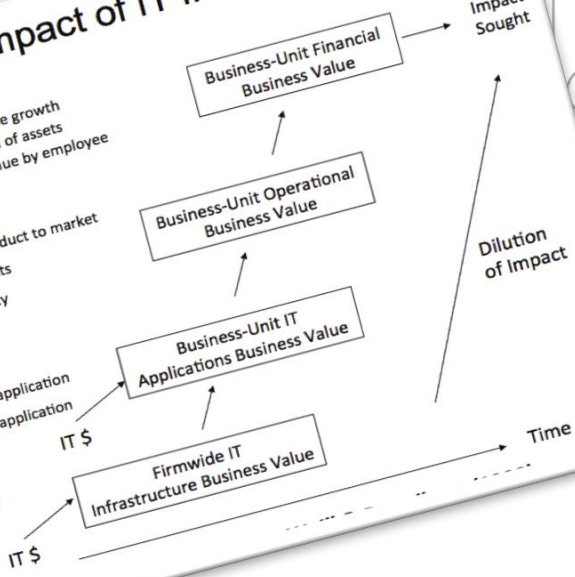 Impact of IT
Impact
Sought
Business-Unit Financial
Business Value
e growth
of assets
ue by employee
Business-Unit Operational
Business Value
duct to market
ts
y
Dilution
of Impact
Business-Unit IT
Applications Business Value
application
application
IT $
Firmwide IT
Infrastructure Business Value
Time
IT $